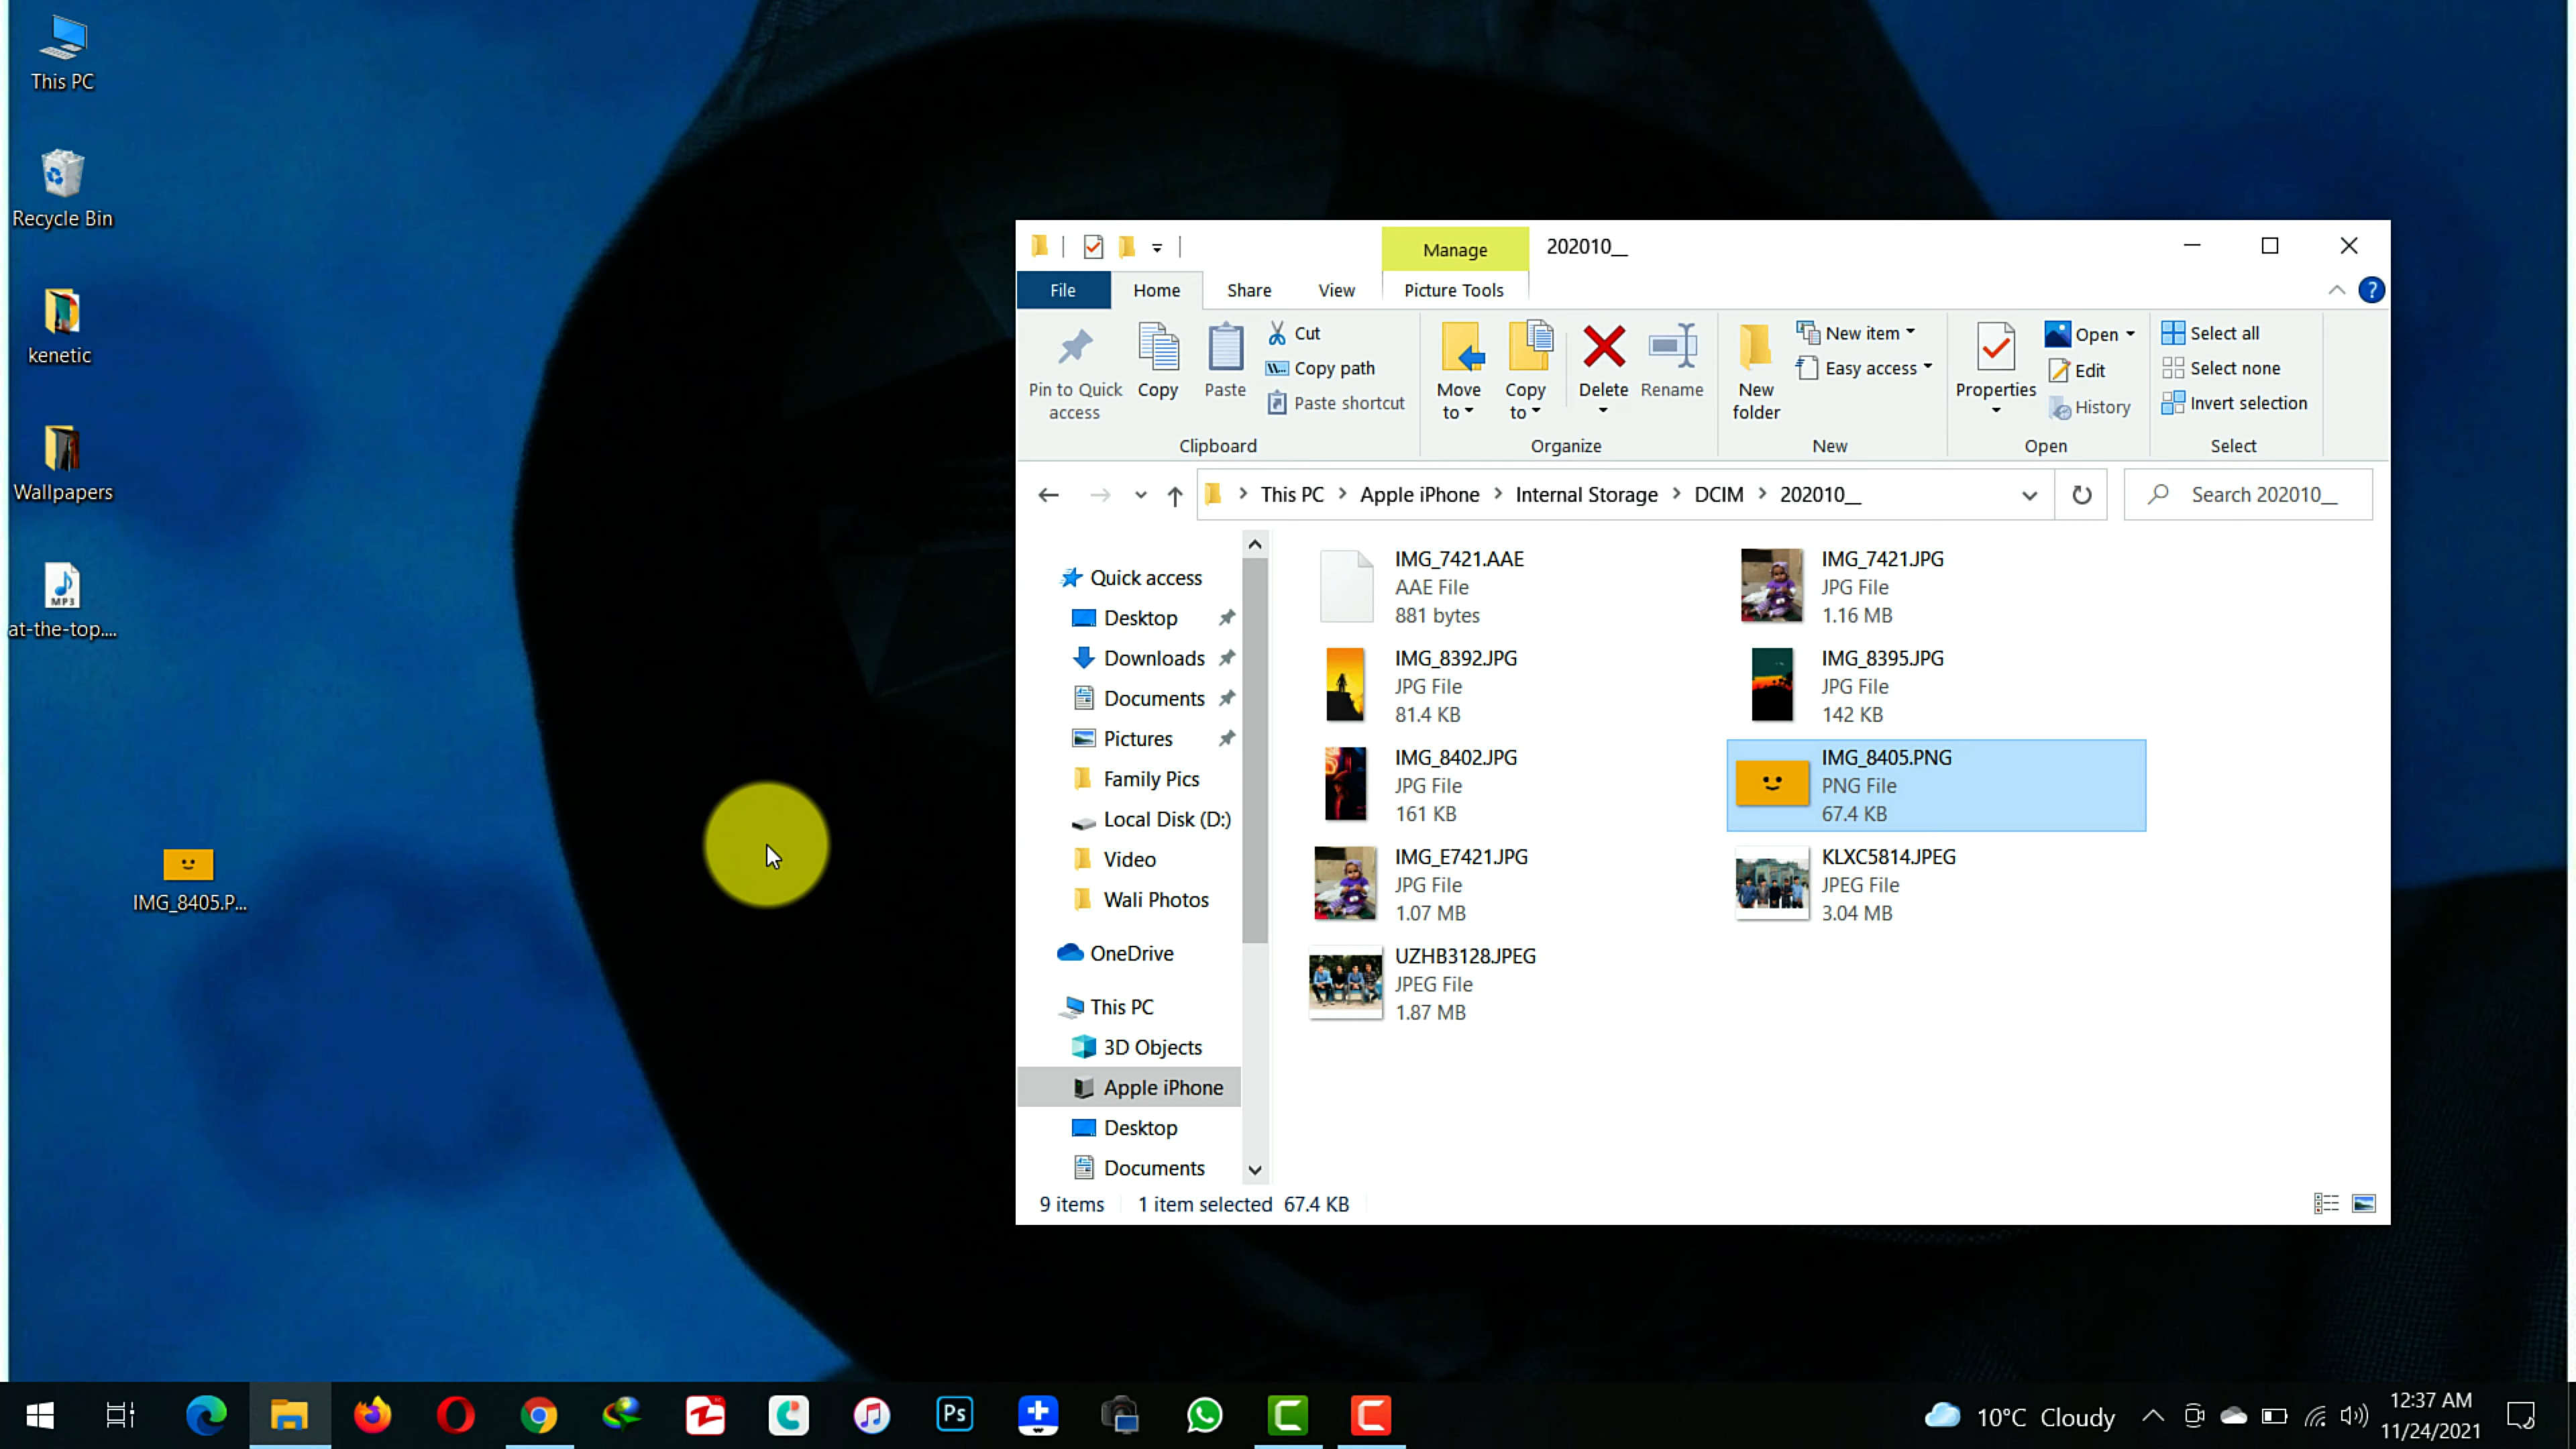 This PC
Recycle Bin
kenetic
Wallpapers
MP3
at-the-top....
IMG_8405.P...
Manage
202010__
File
Home
Share
View
Picture Tools
?
Pin to Quick access
Copy
Paste
Cut
Copy path
Paste shortcut
Clipboard
Move to
Copy to
Delete
Rename
Organize
New folder
New item
Easy access
New
Properties
Open
Edit
History
Open
Select all
Select none
Invert selection
Select
This PC > Apple iPhone > Internal Storage > DCIM > 202010__
Search 202010__
Quick access
Desktop
Downloads
Documents
Pictures
Family Pics
Local Disk (D:)
Video
Wali Photos
OneDrive
This PC
3D Objects
Apple iPhone
Desktop
Documents
IMG_7421.AAE
AAE File
881 bytes
IMG_7421.JPG
JPG File
1.16 MB
IMG_8392.JPG
JPG File
81.4 KB
IMG_8395.JPG
JPG File
142 KB
IMG_8402.JPG
JPG File
161 KB
IMG_8405.PNG
PNG File
67.4 KB
IMG_E7421.JPG
JPG File
1.07 MB
KLXC5814.JPEG
JPEG File
3.04 MB
UZHB3128.JPEG
JPEG File
1.87 MB
9 items
1 item selected 67.4 KB
Ps
10°C Cloudy
12:37 AM
11/24/2021